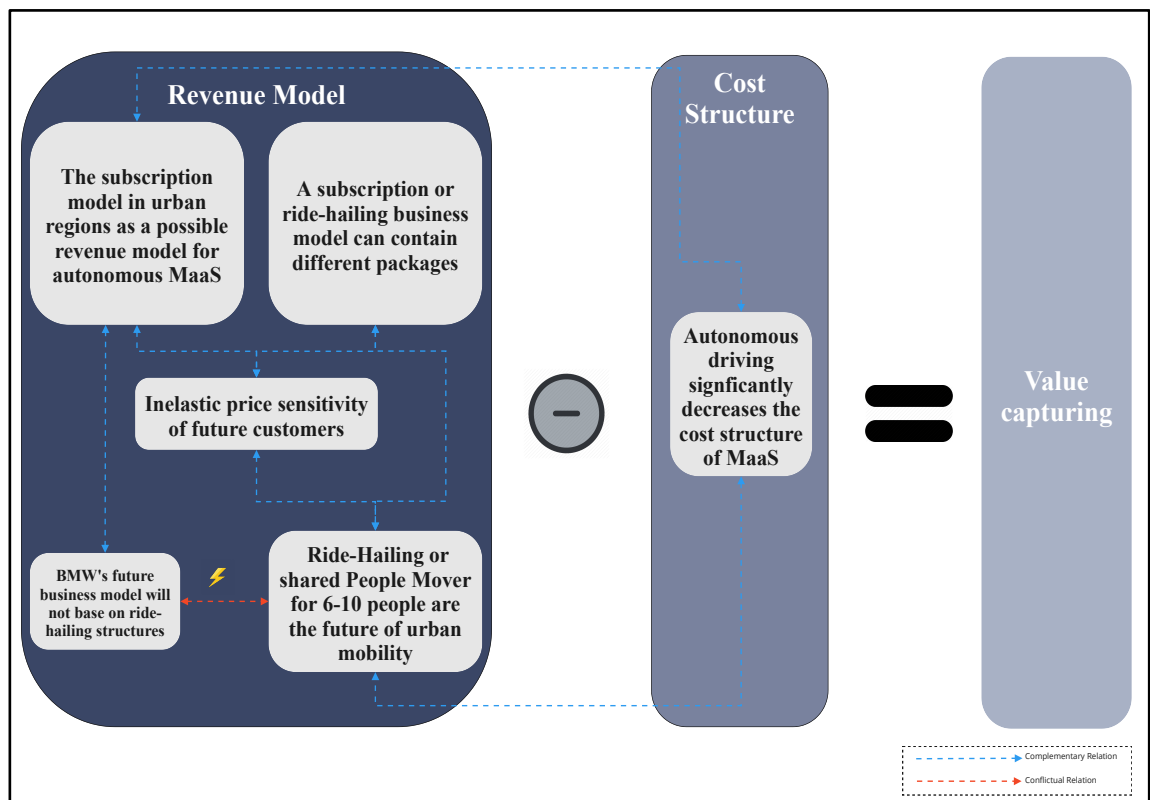 Revenue Model
The subscription
model in urban
regions as a possible
revenue model for
autonomous MaaS
A subscription or
ride-hailing business
model can contain
different packages
Inelastic price sensitivity
of future customers
BMW's future
business model will
not base on ride-
hailing structures
Ride-Hailing or
shared People Mover
for 6-10 people are
the future of urban
mobility
Cost
Structure
Autonomous
driving
signficantly
decreases the
cost structure
of MaaS
Value
capturing
Complementary Relation
Conflictual Relation